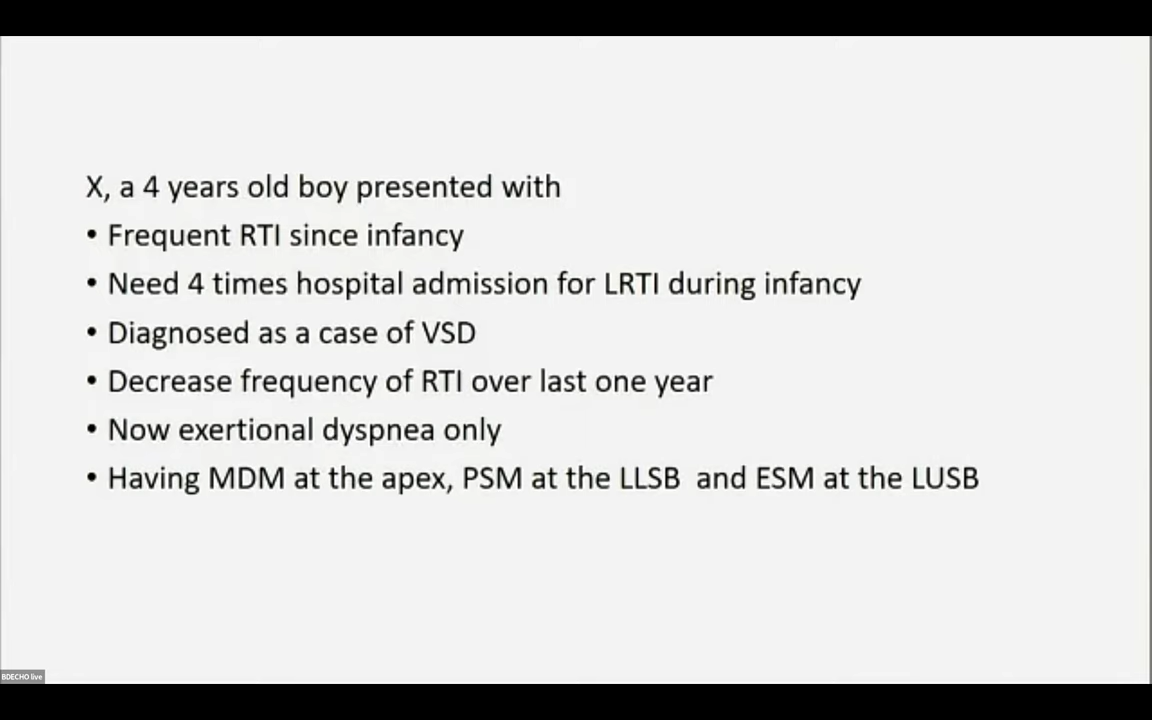 X, a 4 years old boy presented with
• Frequent RTI since infancy
• Need 4 times hospital admission for LRTI during infancy
• Diagnosed as a case of VSD
• Decrease frequency of RTI over last one year
• Now exertional dyspnea only
• Having MDM at the apex, PSM at the LLSB and ESM at the LUSB
BDECHO live